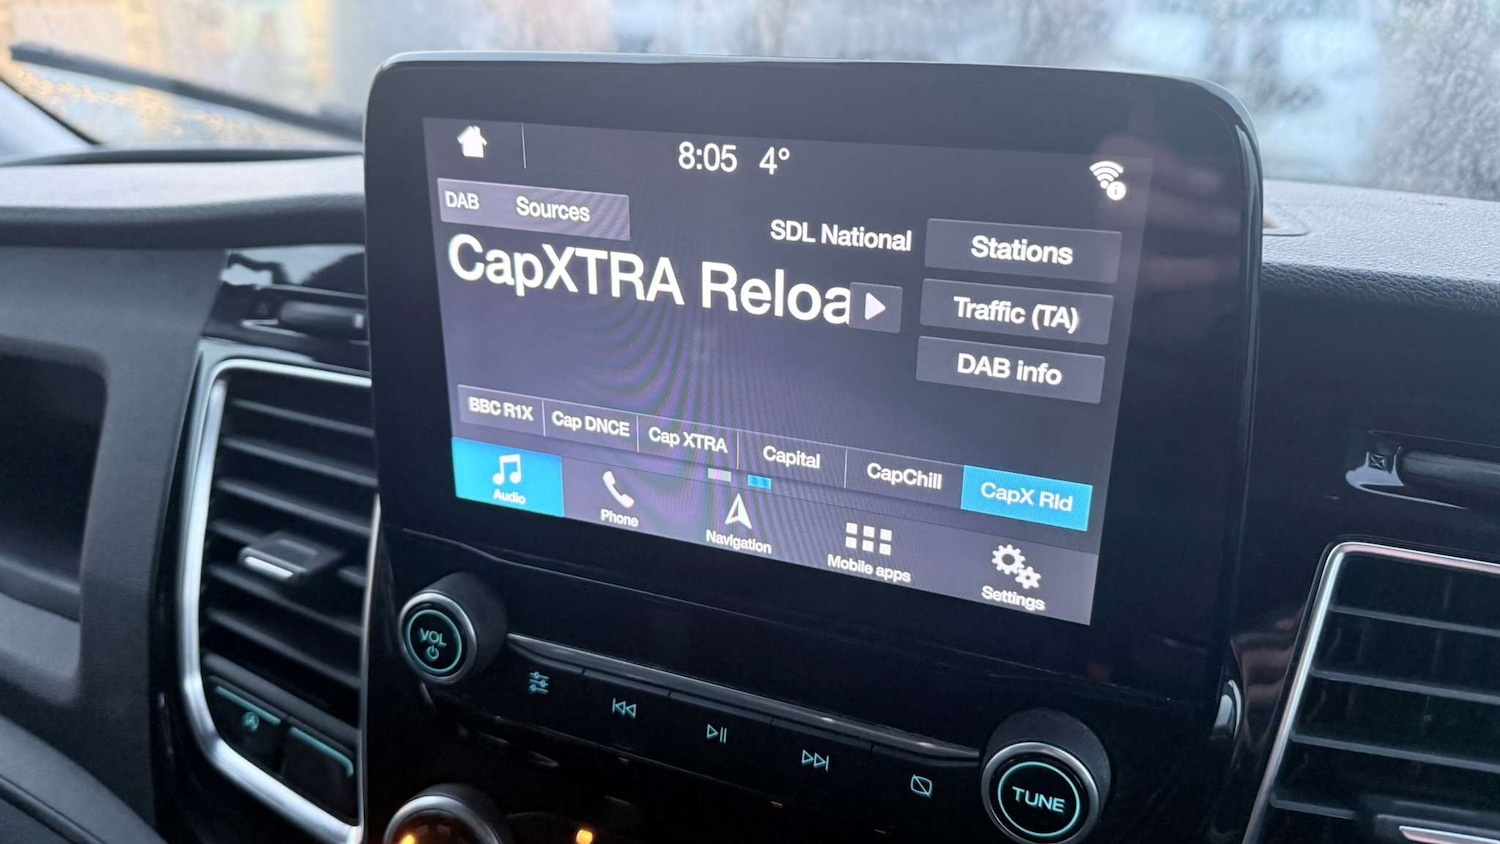 8:05 4°
DAB Sources
SDL National
Stations
CapXTRA Reloa
Traffic (TA)
DAB info
BBC R1X
Cap DNCE
Cap XTRA
Capital
CapChill
CapX Rld
Audio
Phone
Navigation
Mobile apps
Settings
VOL
TUNE